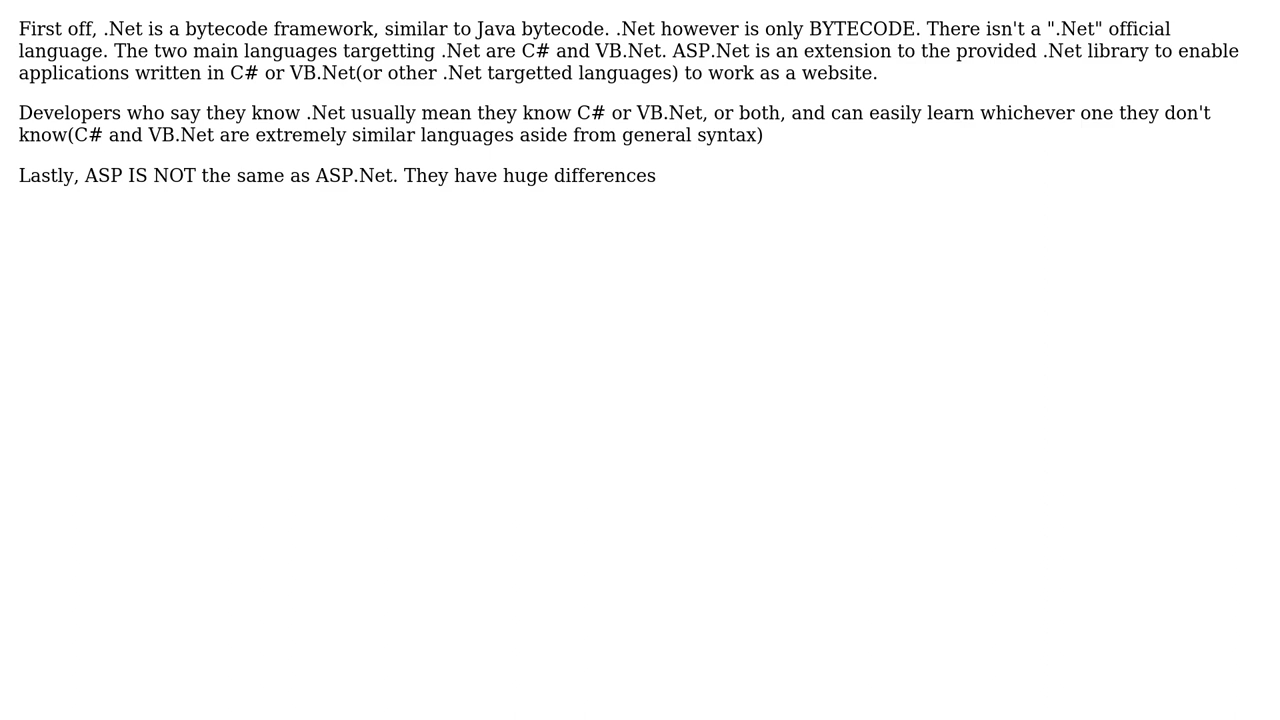 First off, .Net is a bytecode framework, similar to Java bytecode. .Net however is only BYTECODE. There isn't a ".Net" official
language. The two main languages targetting .Net are C# and VB.Net. ASP.Net is an extension to the provided .Net library to enable
applications written in C# or VB.Net(or other .Net targetted languages) to work as a website.
Developers who say they know .Net usually mean they know C# or VB.Net, or both, and can easily learn whichever one they don't
know(C# and VB.Net are extremely similar languages aside from general syntax)
Lastly, ASP IS NOT the same as ASP.Net. They have huge differences